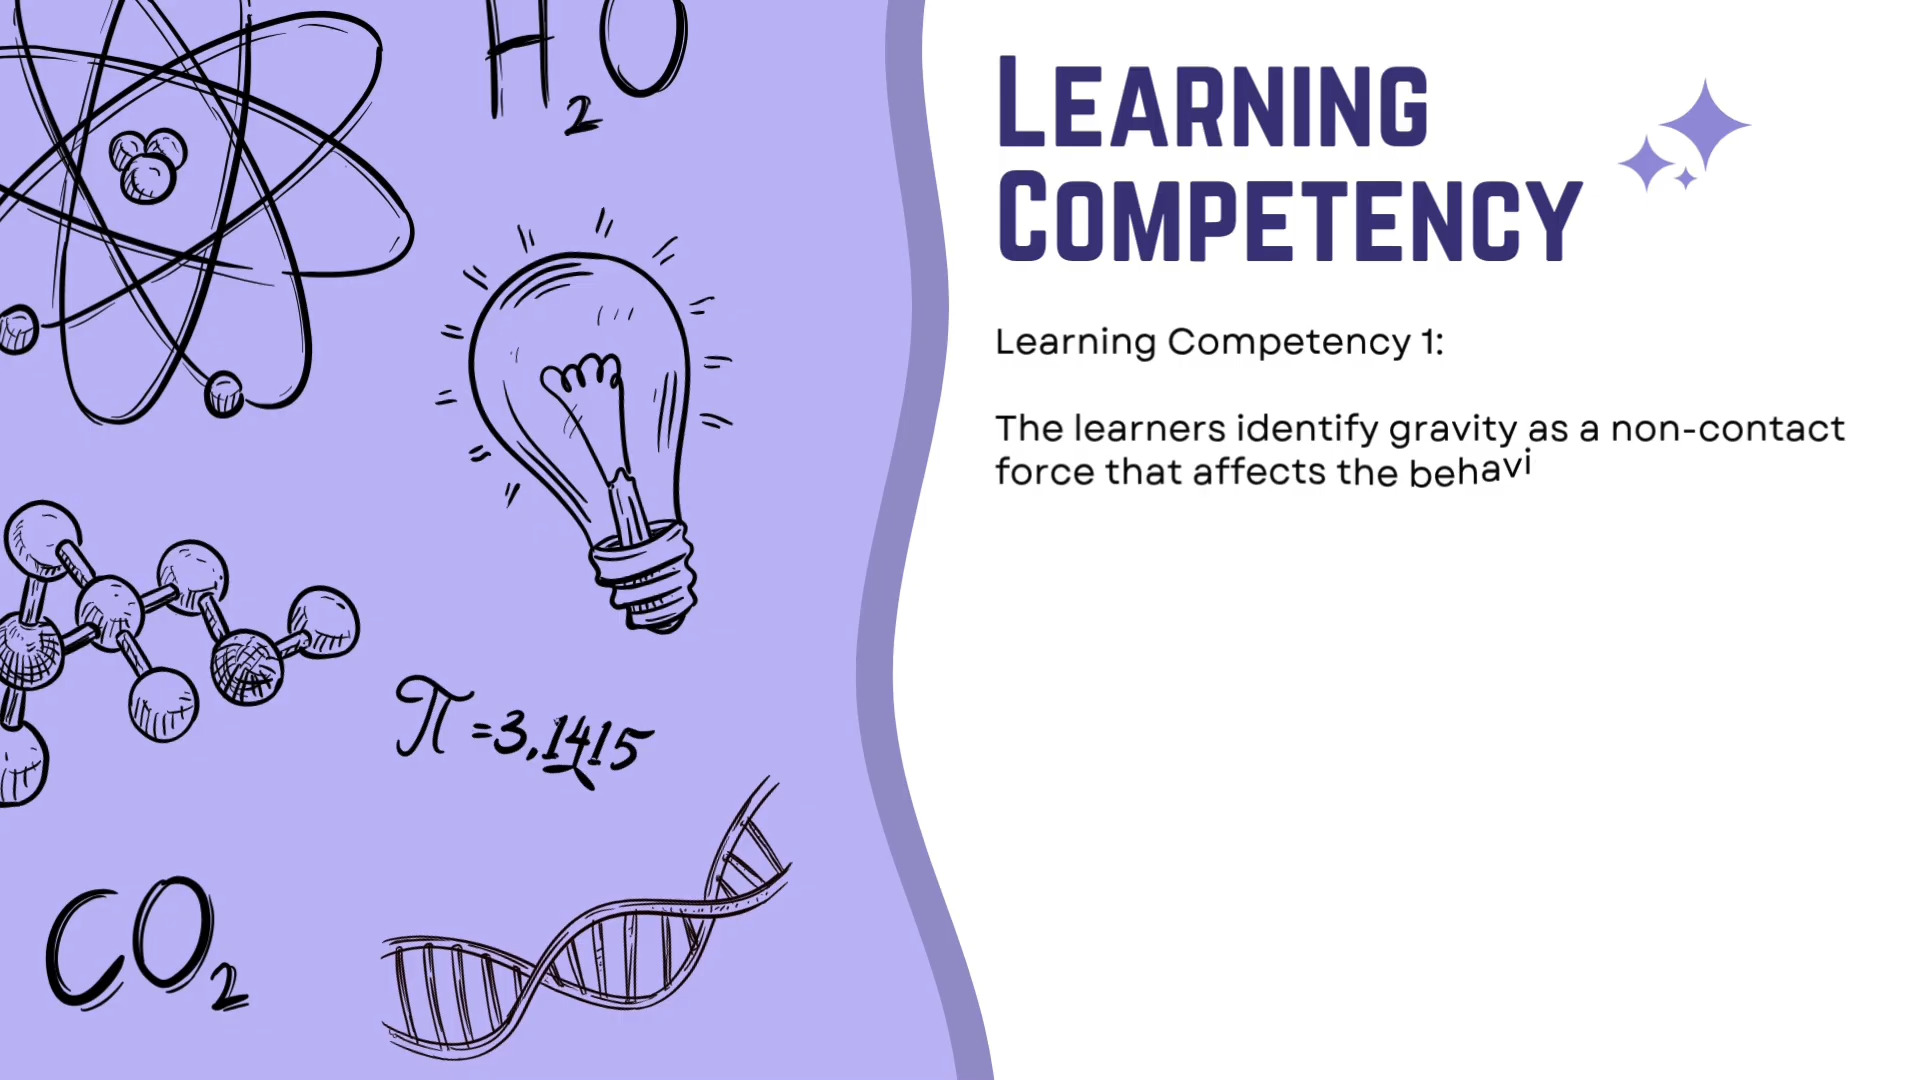 H₂O
LEARNING
COMPETENCY
Learning Competency 1:
The learners identify gravity as a non-contact
force that affects the behavi
π=3,1415
CO₂